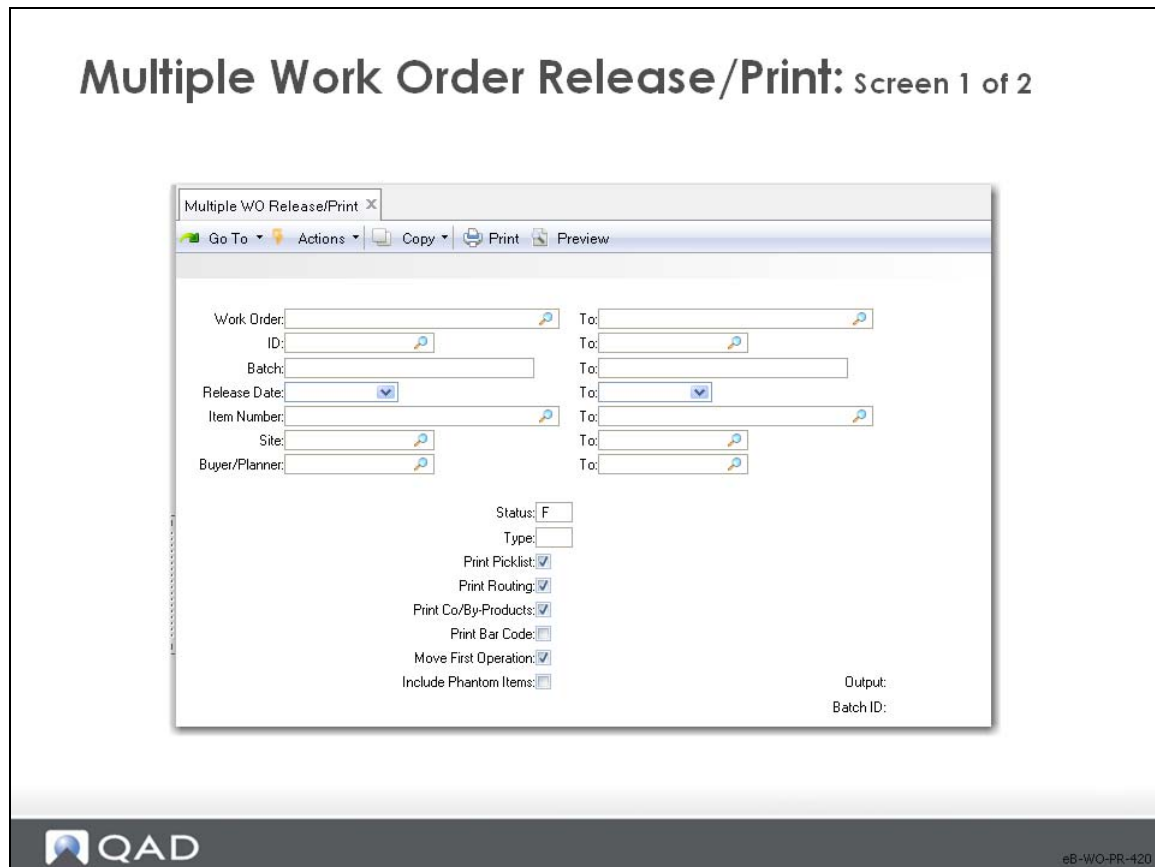 Multiple Work Order Release/Print: Screen 1 of 2
Multiple WO Release/Print
Go To Actions Copy Print Preview
Work Order: To:
ID: To:
Batch: To:
Release Date: To:
Item Number: To:
Site: To:
Buyer/Planner: To:
Status: F
Type:
Print Picklist:
Print Routing:
Print Co/By-Products:
Print Bar Code:
Move First Operation:
Include Phantom Items:
Output:
Batch ID:
QAD
eB-WO-PR-420